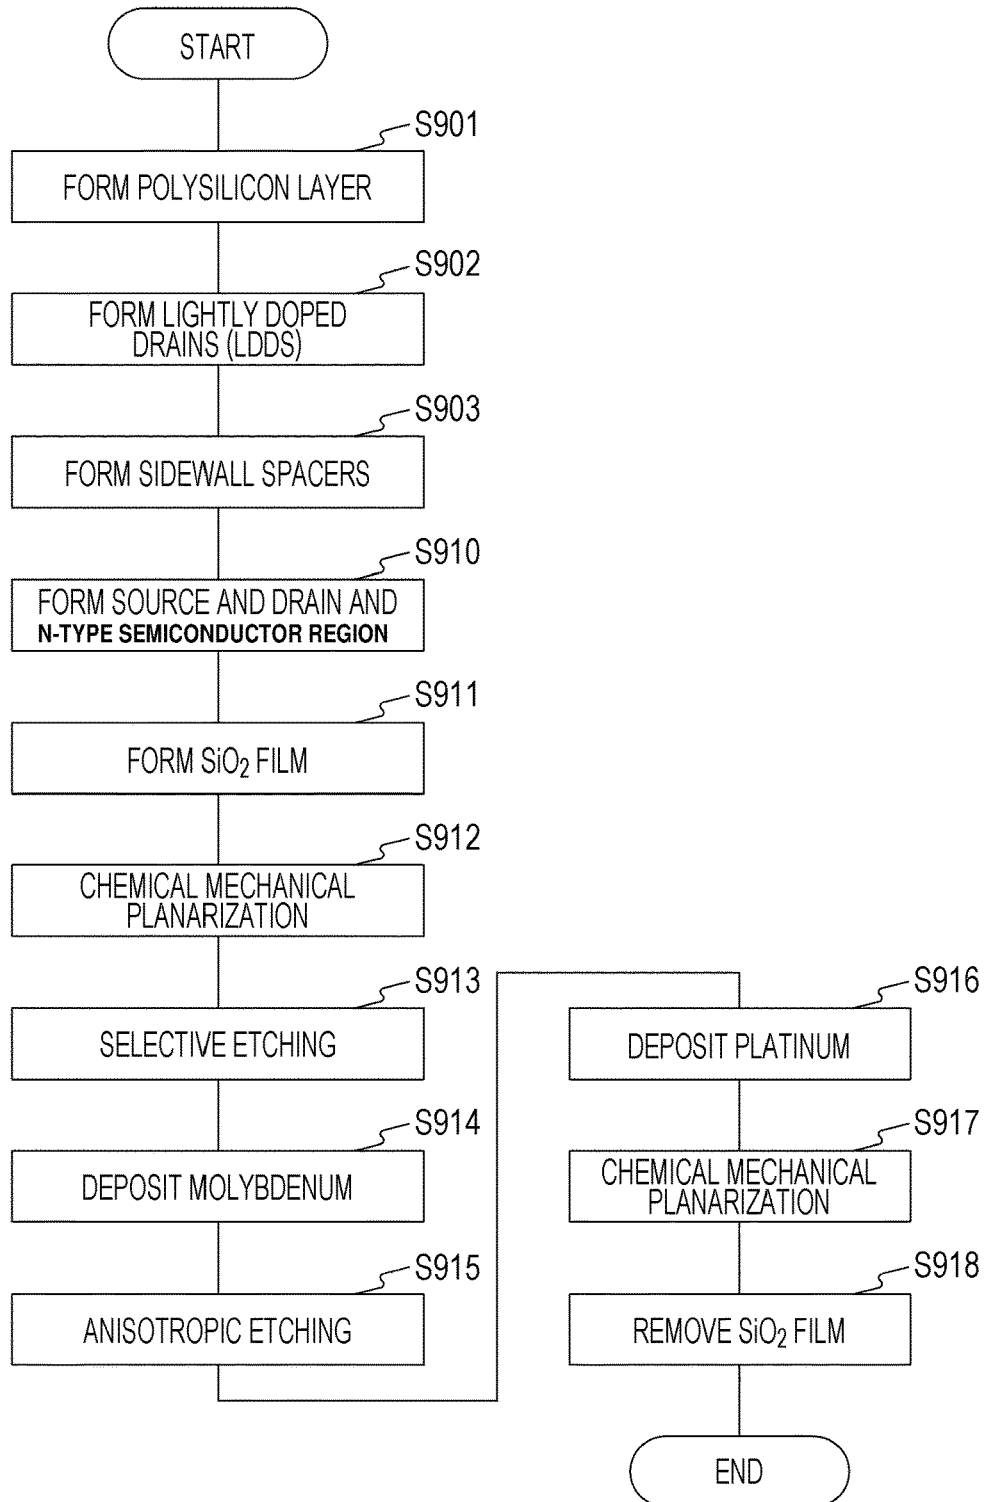 START
S901
FORM POLYSILICON LAYER
S902
FORM LIGHTLY DOPED
DRAINS (LDDS)
S903
FORM SIDEWALL SPACERS
S910
FORM SOURCE AND DRAIN AND
N-TYPE SEMICONDUCTOR REGION
S911
FORM SiO₂ FILM
S912
CHEMICAL MECHANICAL
PLANARIZATION
S913
SELECTIVE ETCHING
S914
DEPOSIT MOLYBDENUM
S915
ANISOTROPIC ETCHING
S916
DEPOSIT PLATINUM
S917
CHEMICAL MECHANICAL
PLANARIZATION
S918
REMOVE SiO₂ FILM
END